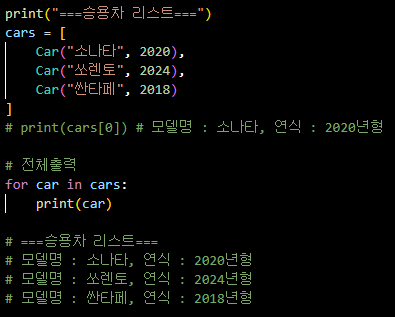 print("===승용차 리스트===")
cars = [
    Car("소나타", 2020),
    Car("쏘렌토", 2024),
    Car("싼타페", 2018)
]
# print(cars[0]) # 모델명 : 소나타, 연식 : 2020년형
# 전체출력
for car in cars:
    print(car)
# ===승용차 리스트===
# 모델명 : 소나타, 연식 : 2020년형
# 모델명 : 쏘렌토, 연식 : 2024년형
# 모델명 : 싼타페, 연식 : 2018년형